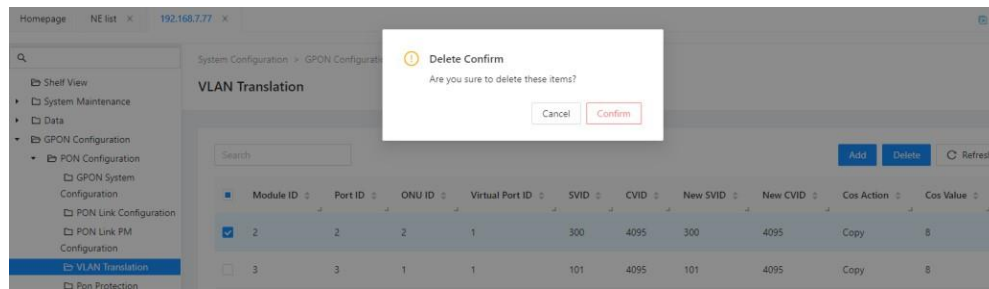 Homepage NE list × 192.168.7.77 ×
Delete Confirm
Are you sure to delete these items?
Cancel Confirm
Shelf View
System Maintenance
Data
GPON Configuration
PON Configuration
GPON System
Configuration
PON Link Configuration
PON Link PM
Configuration
VLAN Translation
Pon Protection
System Configuration > GPON Configurati
VLAN Translation
Search Add Delete Refres
Module ID Port ID ONU ID Virtual Port ID SVID CVID New SVID New CVID Cos Action Cos Value
2 2 2 1 300 4095 300 4095 Copy 8
3 3 1 1 101 4095 101 4095 Copy 8